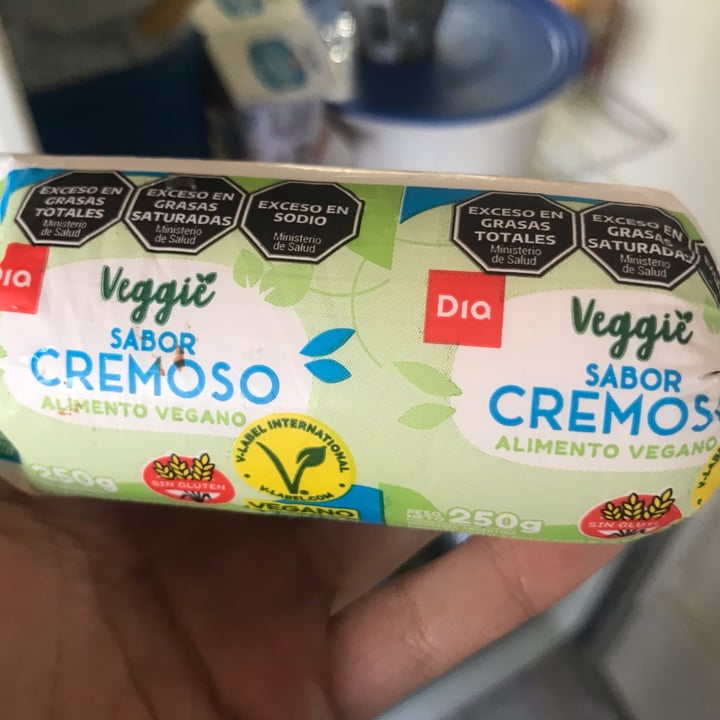 EXCESO EN
GRASAS
TOTALES
Ministerio
de Salud
EXCESO EN
GRASAS
SATURADAS
Ministerio
de Salud
EXCESO EN
SODIO
Ministerio
de Salud
EXCESO EN
GRASAS
TOTALES
Ministerio
de Salud
EXCESO EN
GRASAS
SATURADAS
Ministerio
de Salud
Dia
Veggie
SABOR
CREMOSO
ALIMENTO VEGANO
250g
SIN GLUTEN
V-LABEL INTERNATIONAL
V-LABEL.COM
VEGANO
Dia
Veggie
SABOR
CREMOS
ALIMENTO VEGANO
PESO
NETO 250g
SIN GLUTEN